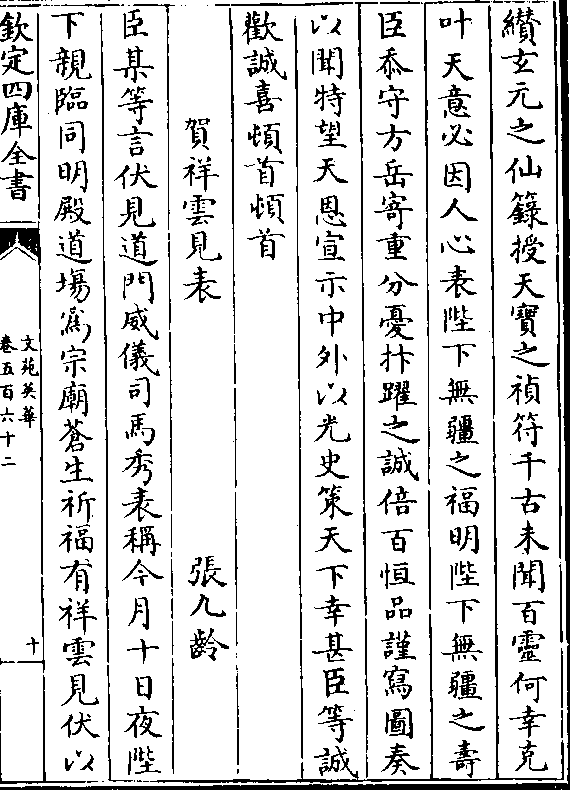 纉玄元之仙籙授天寶之禎符千古未聞百靈何幸克
叶天意必因人心表陛下無疆之福明陛下無疆之壽
臣忝守方岳寄重分憂抃躍之誠倍百恒品謹寫圖奏
以聞特望天恩宣示中外以光史策天下幸甚臣等誠
歡誠喜頓首頓首
賀祥雲見表 張九齡
臣某等言伏見道門威儀司馬秀表稱今月十日夜陛
下親臨同明殿道塲爲宗廟蒼生祈福有祥雲見伏以
欽定四庫全書
文苑英華
卷五百六十二
十